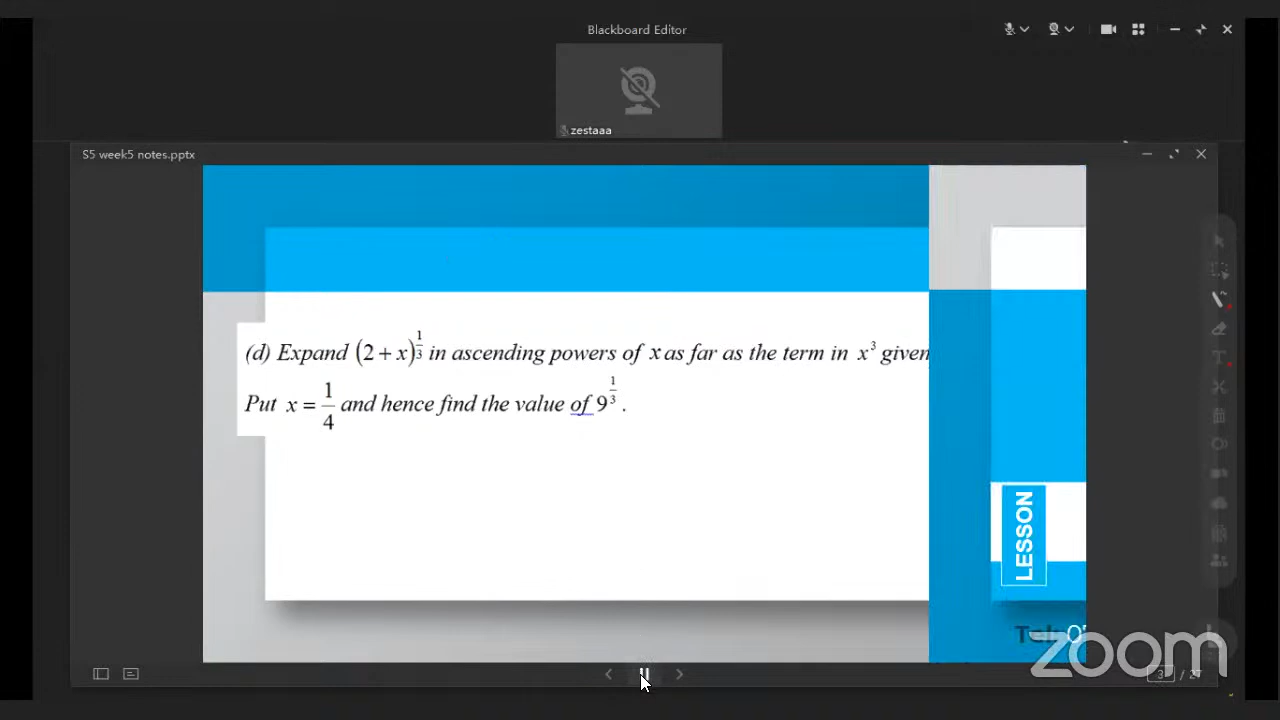 Blackboard Editor
zestaaa
S5 week5 notes.pptx
(d) Expand (2 + x)^{1/3} in ascending powers of x as far as the term in x³ given
Put x = 1/4 and hence find the value of 9^{1/3} .
LESSON
zoom